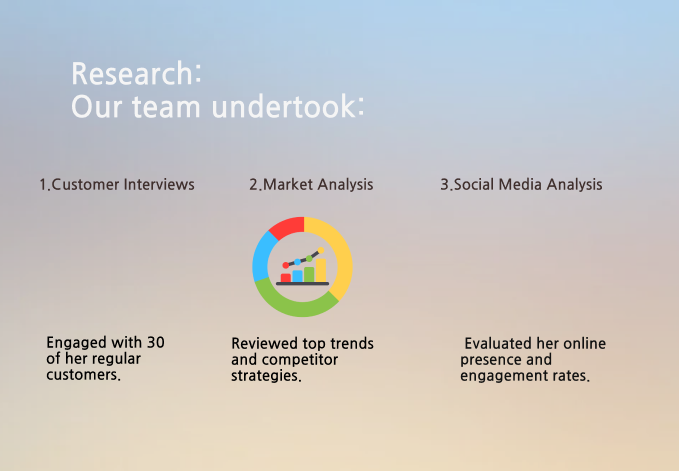 Research:
Our team undertook:
1.Customer Interviews
2.Market Analysis
3.Social Media Analysis
Engaged with 30
of her regular
customers.
Reviewed top trends
and competitor
strategies.
Evaluated her online
presence and
engagement rates.